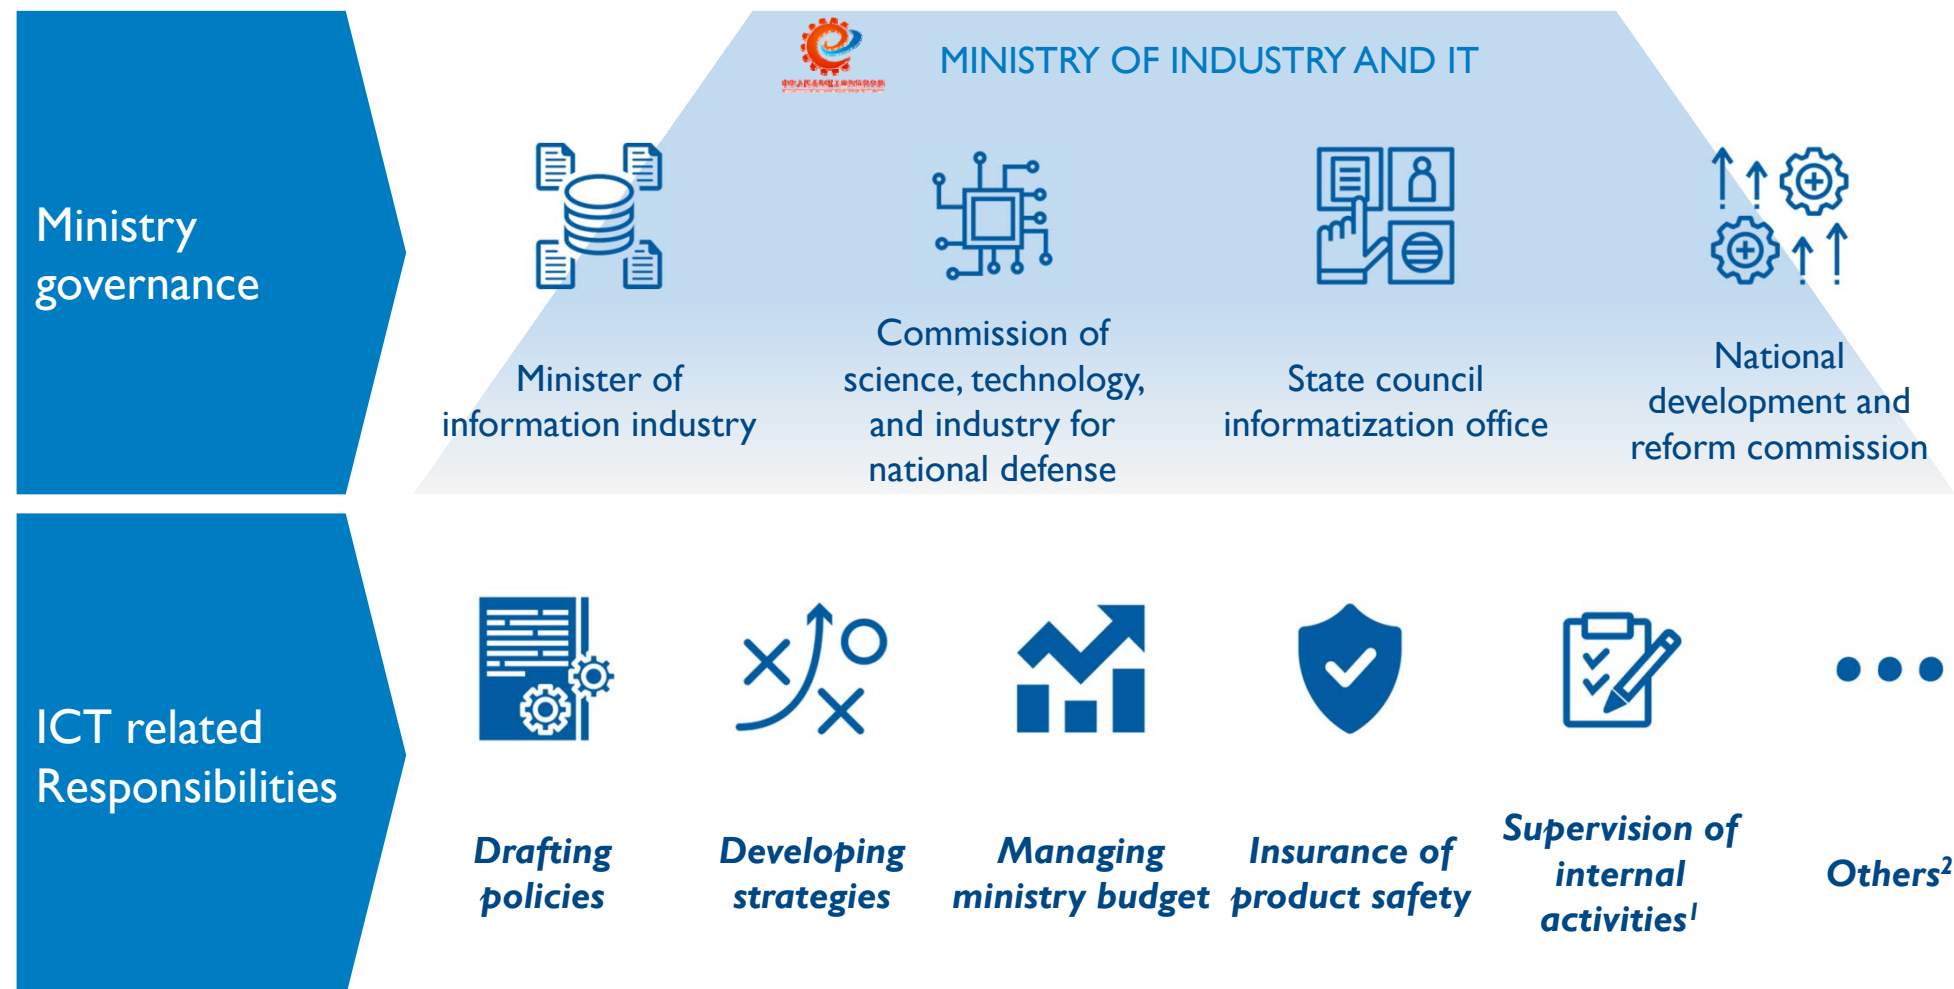 MINISTRY OF INDUSTRY AND IT
Ministry
governance
Minister of
information industry
Commission of
science, technology,
and industry for
national defense
State council
informatization office
National
development and
reform commission
ICT related
Responsibilities
Drafting
policies
Developing
strategies
Managing
ministry budget
Insurance of
product safety
Supervision of
internal
activities¹
Others²